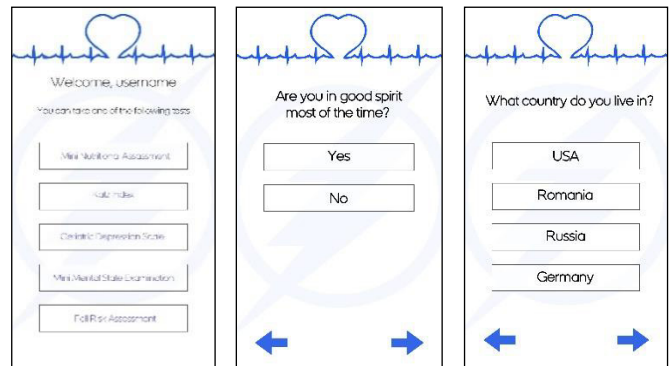 Welcome, username
You can take one of the following tests
Mini Nutritional Assessment
Katz Index
Geriatric Depression Scale
Mini Mental State Examination
Fall Risk Assessment
Are you in good spirit
most of the time?
Yes
No
What country do you live in?
USA
Romania
Russia
Germany